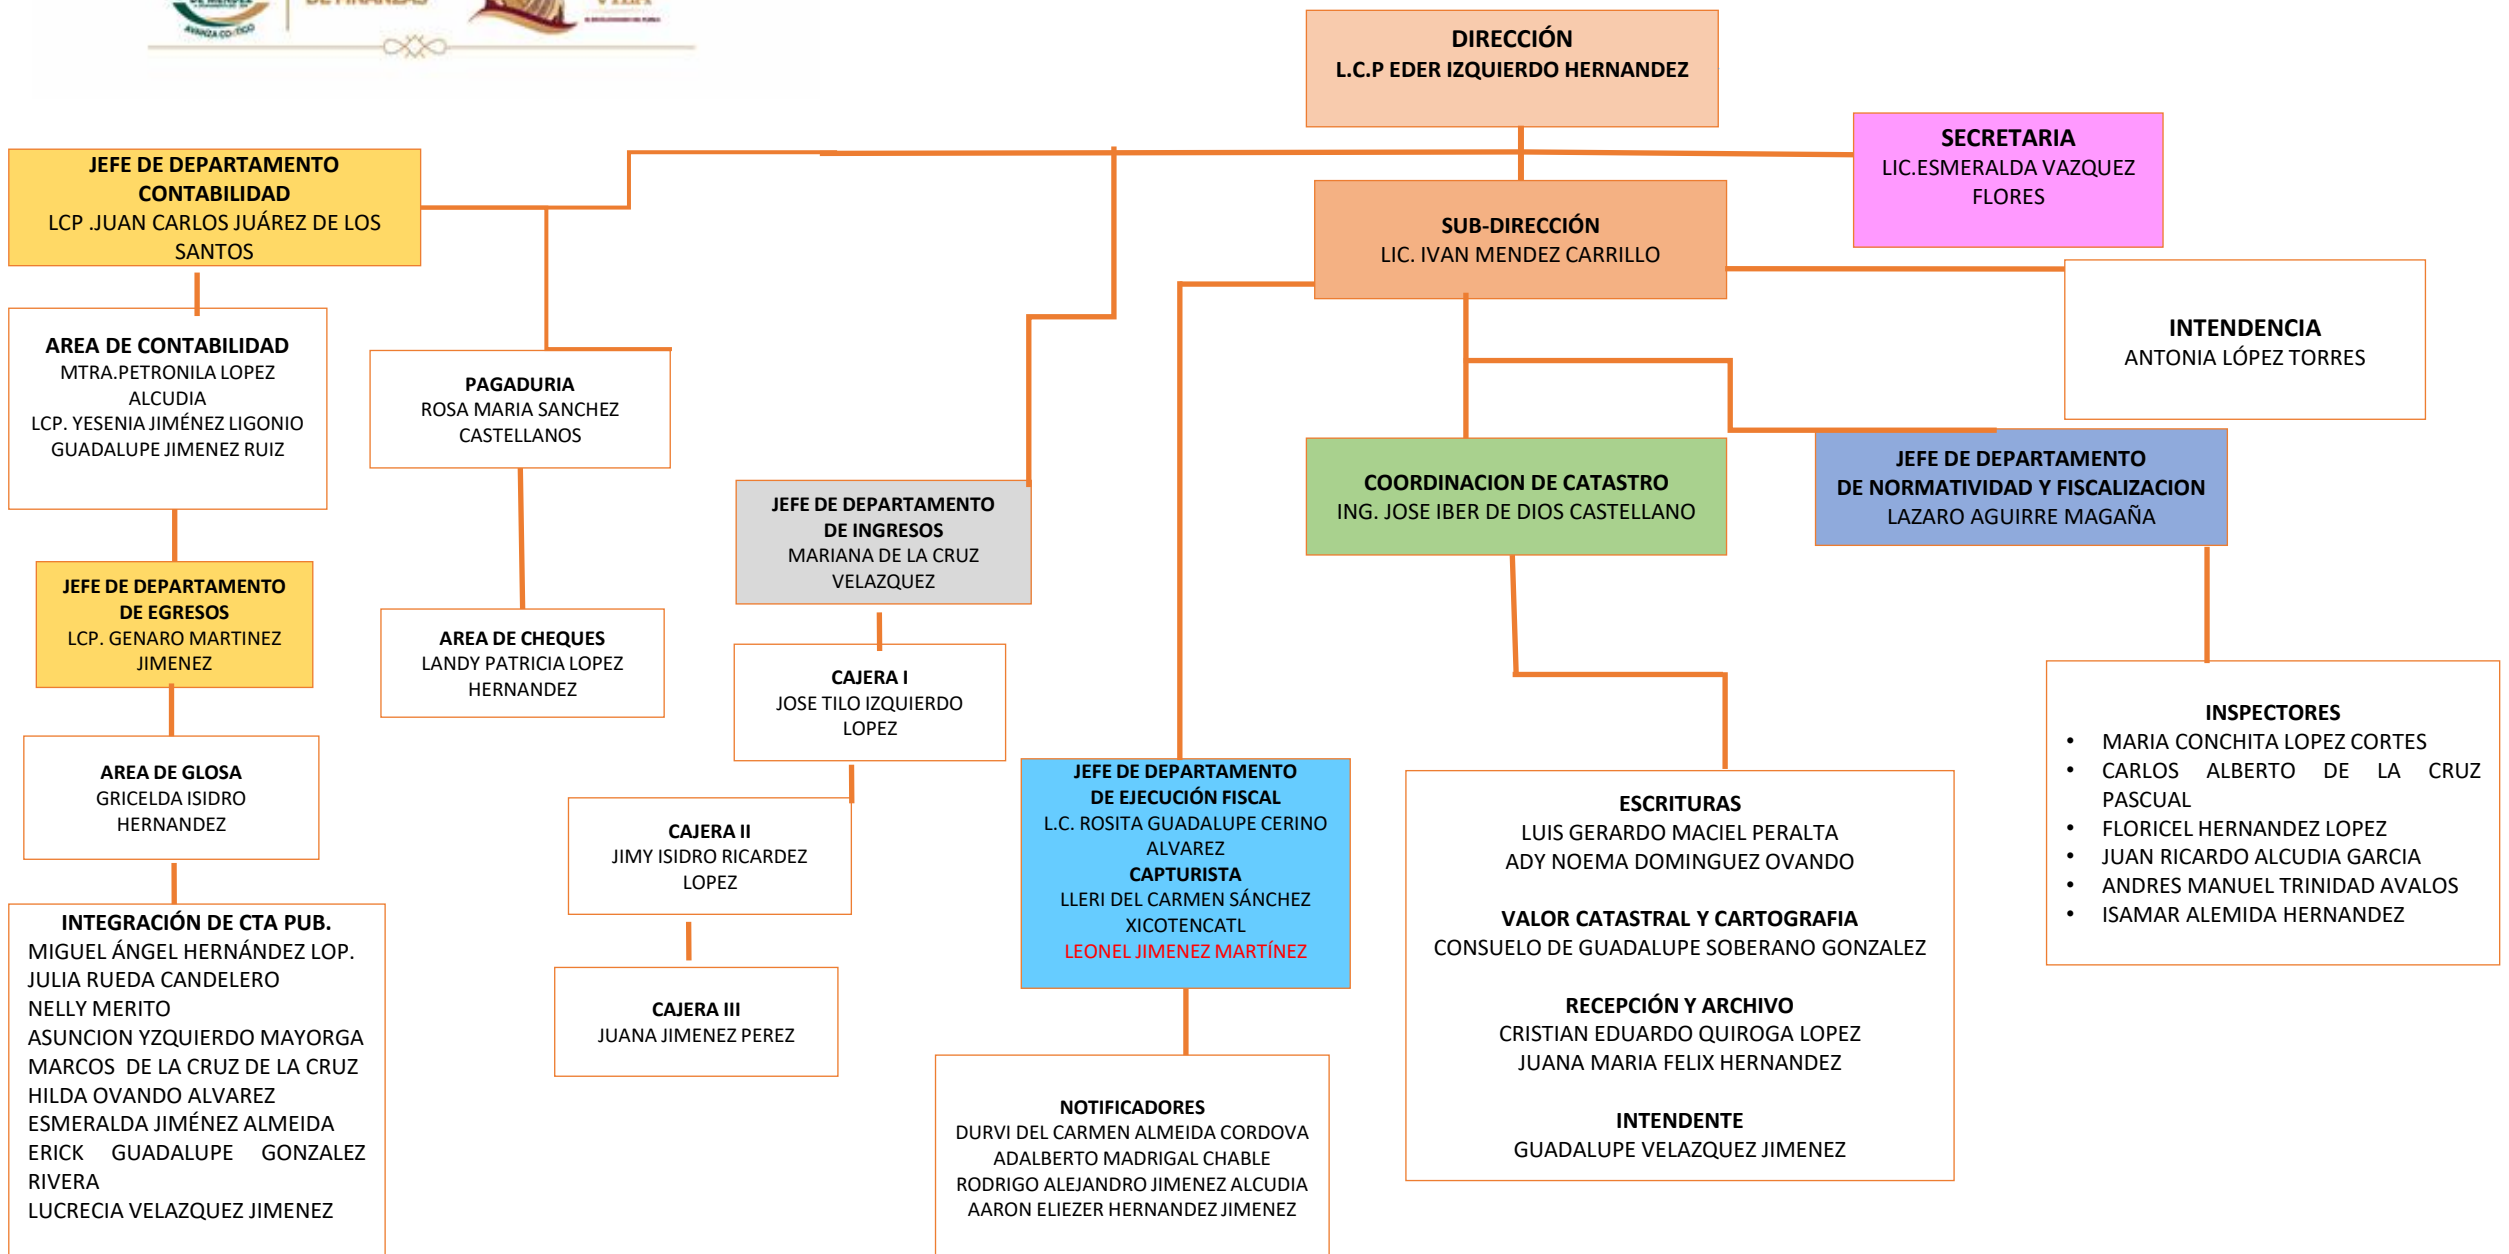 DE MENDEZ
AVANZA CONTIGO
DE FINANZAS
VILLA
DIRECCIÓN
L.C.P EDER IZQUIERDO HERNANDEZ
SECRETARIA
LIC.ESMERALDA VAZQUEZ
FLORES
JEFE DE DEPARTAMENTO
CONTABILIDAD
LCP .JUAN CARLOS JUÁREZ DE LOS
SANTOS
SUB-DIRECCIÓN
LIC. IVAN MENDEZ CARRILLO
INTENDENCIA
ANTONIA LÓPEZ TORRES
AREA DE CONTABILIDAD
MTRA.PETRONILA LOPEZ
ALCUDIA
LCP. YESENIA JIMÉNEZ LIGONIO
GUADALUPE JIMENEZ RUIZ
PAGADURIA
ROSA MARIA SANCHEZ
CASTELLANOS
JEFE DE DEPARTAMENTO
DE INGRESOS
MARIANA DE LA CRUZ
VELAZQUEZ
COORDINACION DE CATASTRO
ING. JOSE IBER DE DIOS CASTELLANO
JEFE DE DEPARTAMENTO
DE NORMATIVIDAD Y FISCALIZACION
LAZARO AGUIRRE MAGAÑA
JEFE DE DEPARTAMENTO
DE EGRESOS
LCP. GENARO MARTINEZ
JIMENEZ
AREA DE CHEQUES
LANDY PATRICIA LOPEZ
HERNANDEZ
CAJERA I
JOSE TILO IZQUIERDO
LOPEZ
AREA DE GLOSA
GRICELDA ISIDRO
HERNANDEZ
CAJERA II
JIMY ISIDRO RICARDEZ
LOPEZ
CAJERA III
JUANA JIMENEZ PEREZ
JEFE DE DEPARTAMENTO
DE EJECUCIÓN FISCAL
L.C. ROSITA GUADALUPE CERINO
ALVAREZ
CAPTURISTA
LLERI DEL CARMEN SÁNCHEZ
XICOTENCATL
LEONEL JIMENEZ MARTÍNEZ
ESCRITURAS
LUIS GERARDO MACIEL PERALTA
ADY NOEMA DOMINGUEZ OVANDO
VALOR CATASTRAL Y CARTOGRAFIA
CONSUELO DE GUADALUPE SOBERANO GONZALEZ
RECEPCIÓN Y ARCHIVO
CRISTIAN EDUARDO QUIROGA LOPEZ
JUANA MARIA FELIX HERNANDEZ
INTENDENTE
GUADALUPE VELAZQUEZ JIMENEZ
INSPECTORES
• MARIA CONCHITA LOPEZ CORTES
• CARLOS ALBERTO DE LA CRUZ
PASCUAL
• FLORICEL HERNANDEZ LOPEZ
• JUAN RICARDO ALCUDIA GARCIA
• ANDRES MANUEL TRINIDAD AVALOS
• ISAMAR ALEMIDA HERNANDEZ
INTEGRACIÓN DE CTA PUB.
MIGUEL ÁNGEL HERNÁNDEZ LOP.
JULIA RUEDA CANDELERO
NELLY MERITO
ASUNCION YZQUIERDO MAYORGA
MARCOS DE LA CRUZ DE LA CRUZ
HILDA OVANDO ALVAREZ
ESMERALDA JIMÉNEZ ALMEIDA
ERICK GUADALUPE GONZALEZ
RIVERA
LUCRECIA VELAZQUEZ JIMENEZ
NOTIFICADORES
DURVI DEL CARMEN ALMEIDA CORDOVA
ADALBERTO MADRIGAL CHABLE
RODRIGO ALEJANDRO JIMENEZ ALCUDIA
AARON ELIEZER HERNANDEZ JIMENEZ